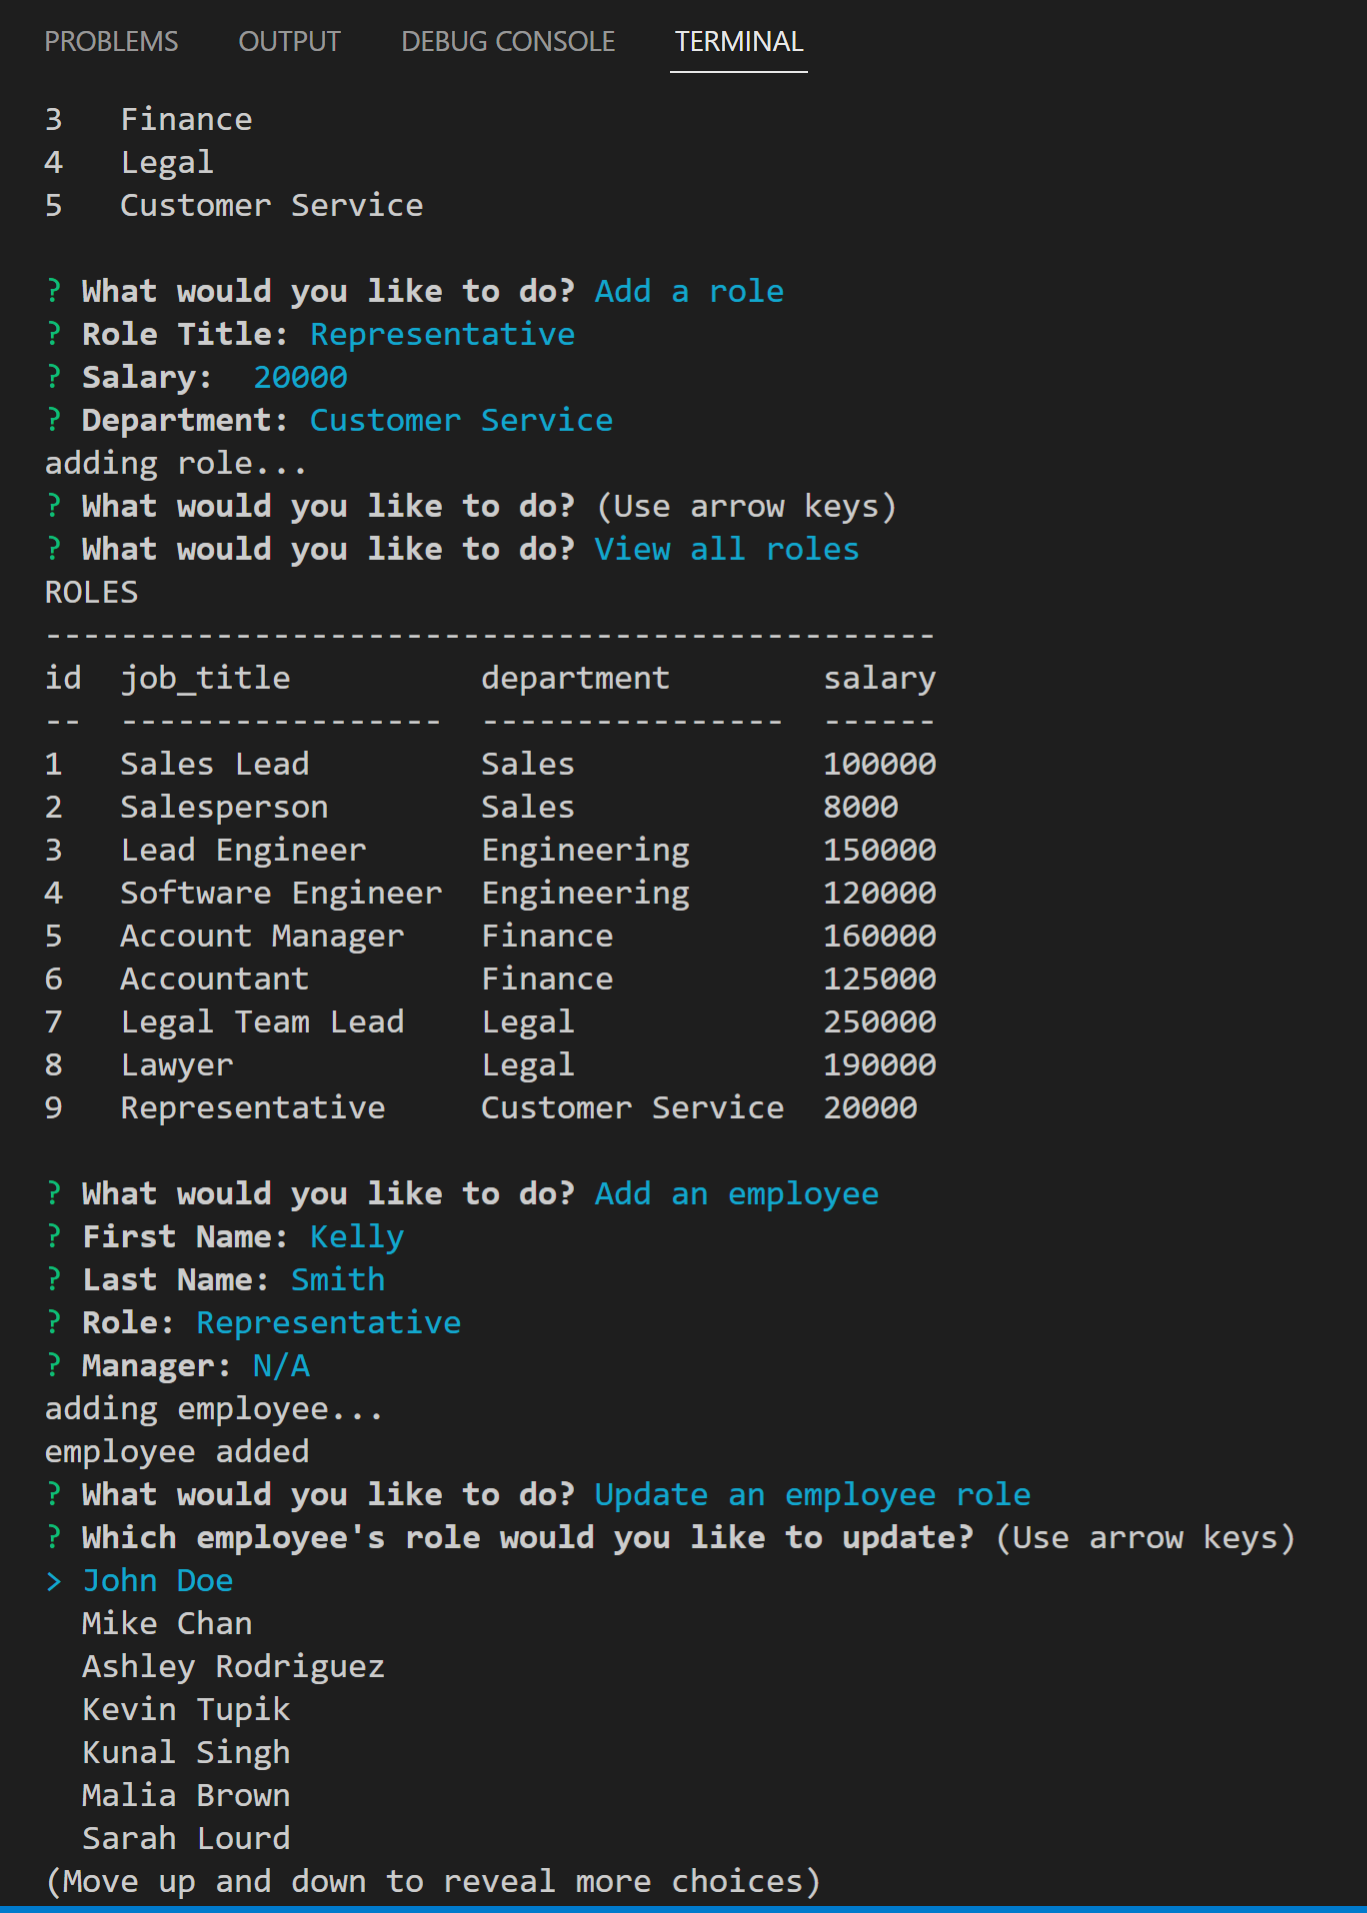 PROBLEMS OUTPUT DEBUG CONSOLE TERMINAL
3 Finance
4 Legal
5 Customer Service
? What would you like to do? Add a role
? Role Title: Representative
? Salary: 20000
? Department: Customer Service
adding role...
? What would you like to do? (Use arrow keys)
? What would you like to do? View all roles
ROLES
-----------------------------------------------
id job_title department salary
-- ----------------- ---------------- ------
1 Sales Lead Sales 100000
2 Salesperson Sales 8000
3 Lead Engineer Engineering 150000
4 Software Engineer Engineering 120000
5 Account Manager Finance 160000
6 Accountant Finance 125000
7 Legal Team Lead Legal 250000
8 Lawyer Legal 190000
9 Representative Customer Service 20000
? What would you like to do? Add an employee
? First Name: Kelly
? Last Name: Smith
? Role: Representative
? Manager: N/A
adding employee...
employee added
? What would you like to do? Update an employee role
? Which employee's role would you like to update? (Use arrow keys)
> John Doe
Mike Chan
Ashley Rodriguez
Kevin Tupik
Kunal Singh
Malia Brown
Sarah Lourd
(Move up and down to reveal more choices)